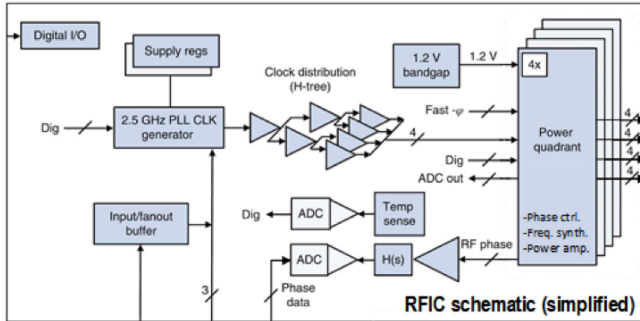 Digital I/O
Supply regs
Clock distribution
(H-tree)
1.2 V
bandgap
1.2 V
4x
Dig
2.5 GHz PLL CLK
generator
4
Fast -φ
Power
quadrant
Dig
ADC out
4
4
4
4
Input/fanout
buffer
Dig
ADC
Temp
sense
-Phase ctrl.
-Freq. synth.
-Power amp.
ADC
H(s)
RF phase
3
Phase
data
RFIC schematic (simplified)